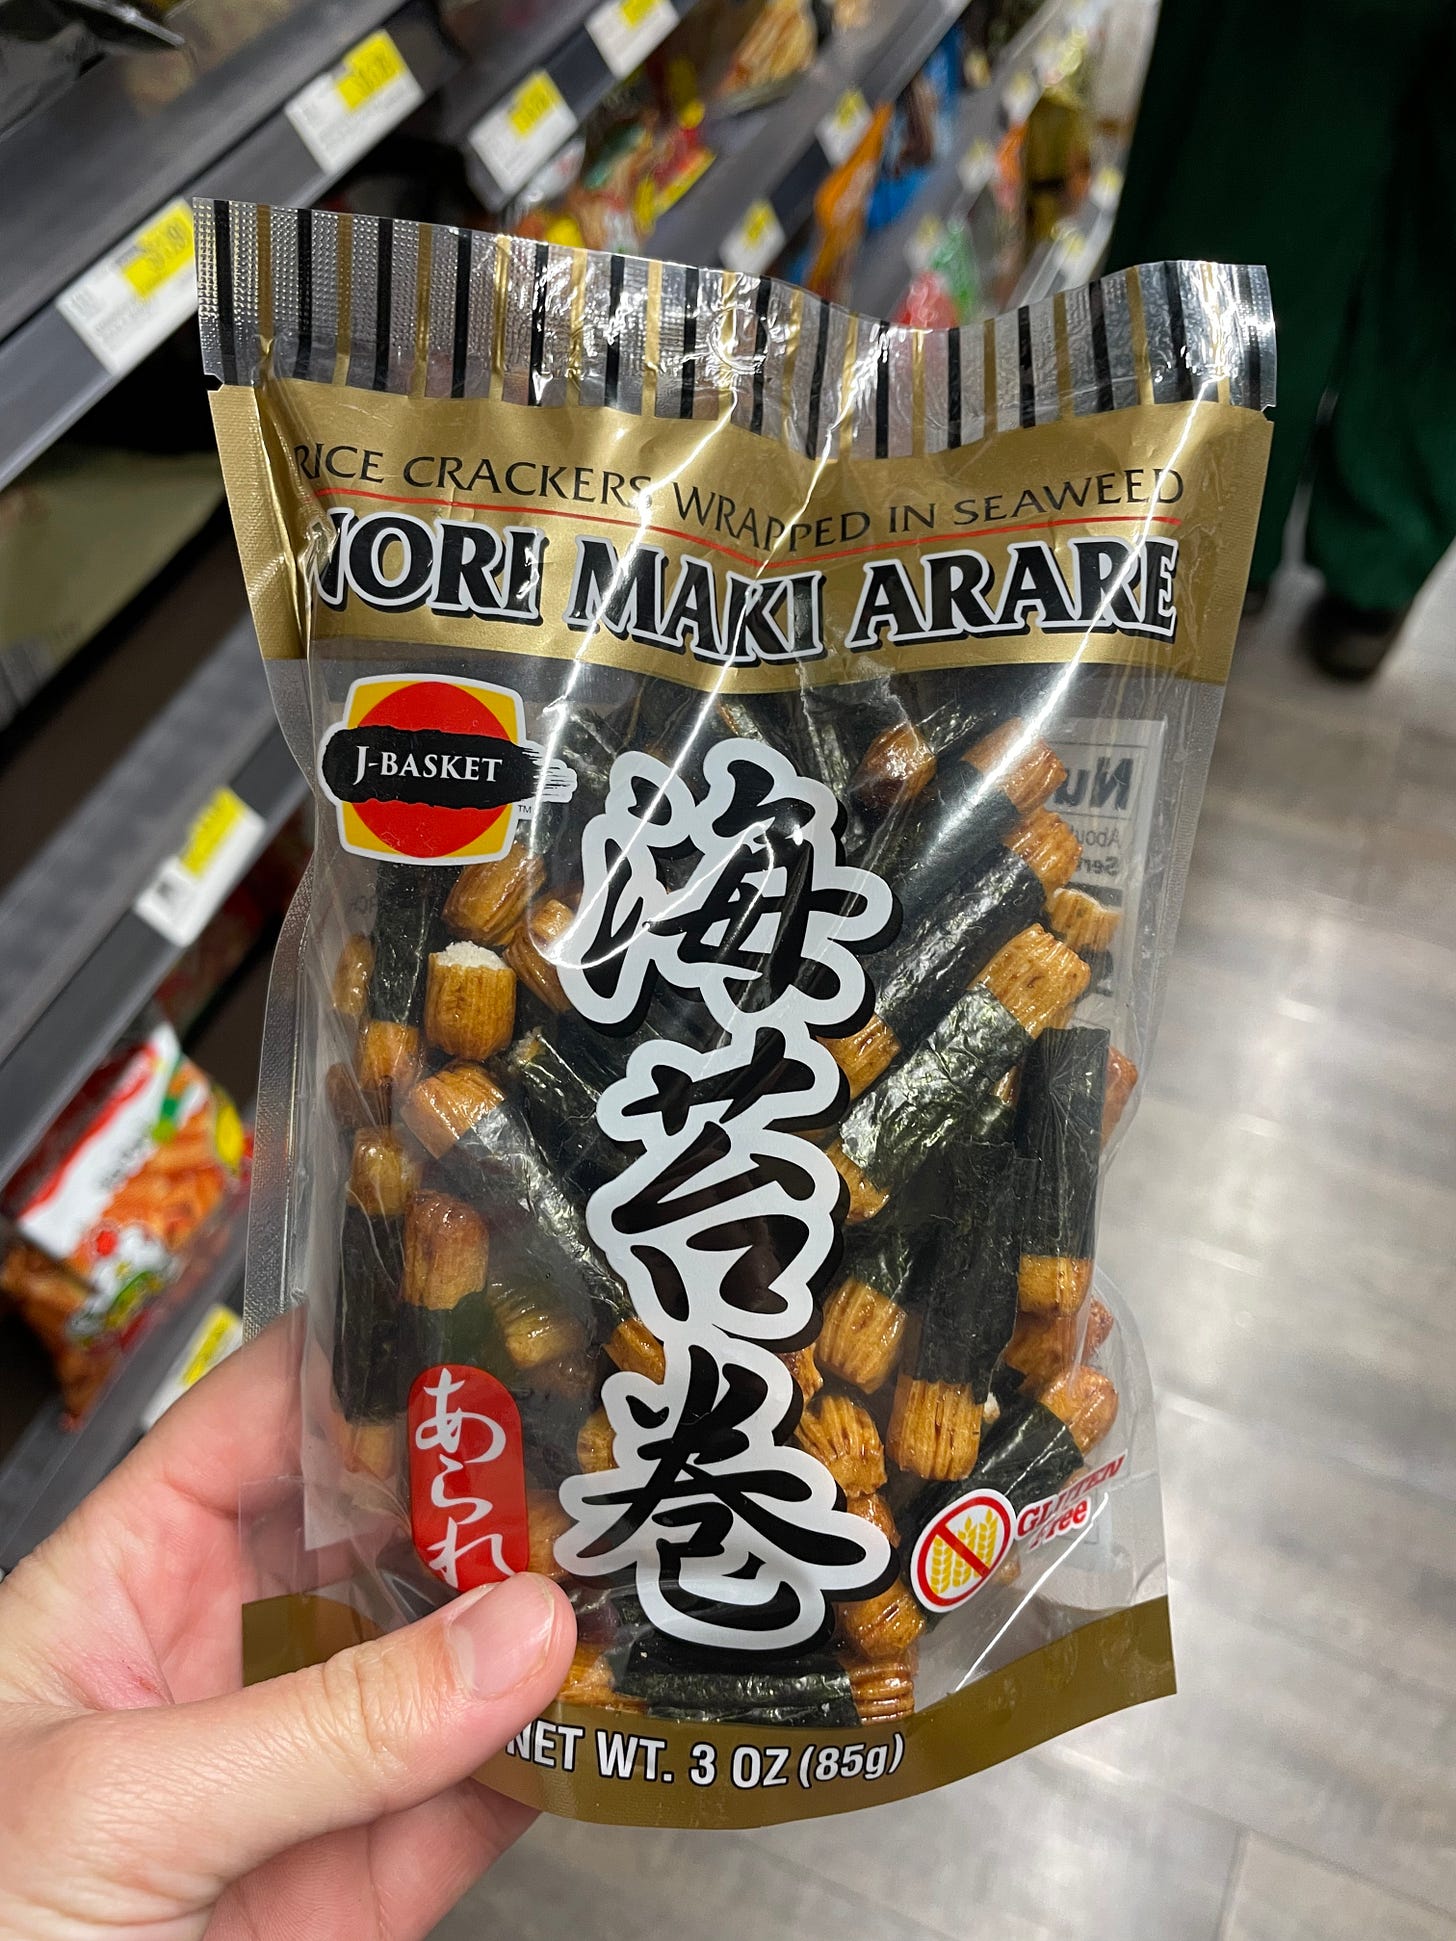 RICE CRACKERS WRAPPED IN SEAWEED
NORI MAKI ARARE
J-BASKET
TM
海苔巻
あられ
GLUTEN
Free
NET WT. 3 OZ (85g)